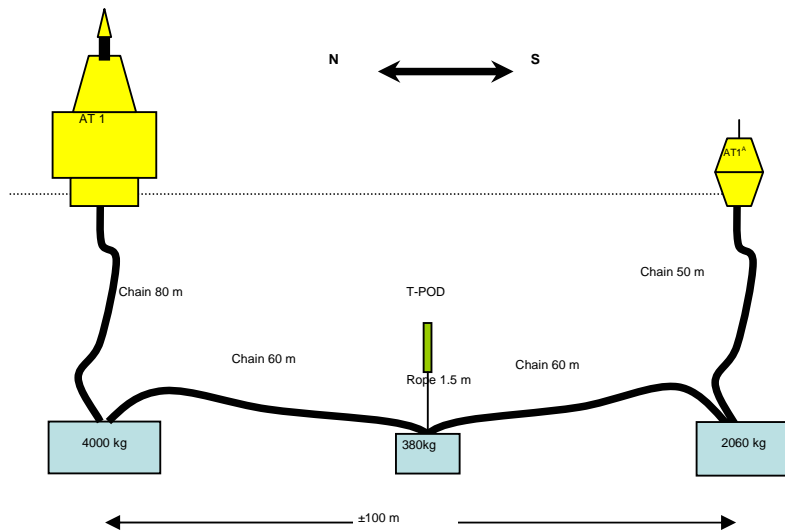 N
S
AT 1
AT1ᴬ
Chain 80 m
T-POD
Chain 50 m
Chain 60 m
Rope 1.5 m
Chain 60 m
4000 kg
380kg
2060 kg
±100 m